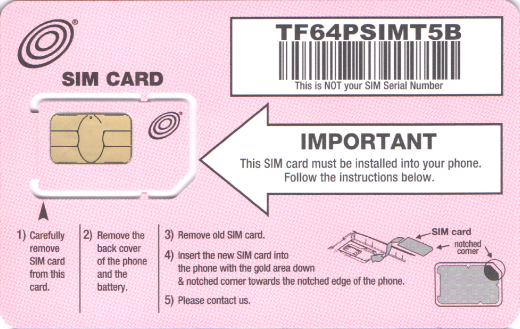 TF64PSIMT5B
This is NOT your SIM Serial Number
SIM CARD
IMPORTANT
This SIM card must be installed into your phone.
Follow the instructions below.
1) Carefully
remove
SIM card
from this
card.
2) Remove the
back cover
of the phone
and the
battery.
3) Remove old SIM card.
4) Insert the new SIM card into
the phone with the gold area down
& notched corner towards the notched edge of the phone.
5) Please contact us.
SIM card
notched
corner